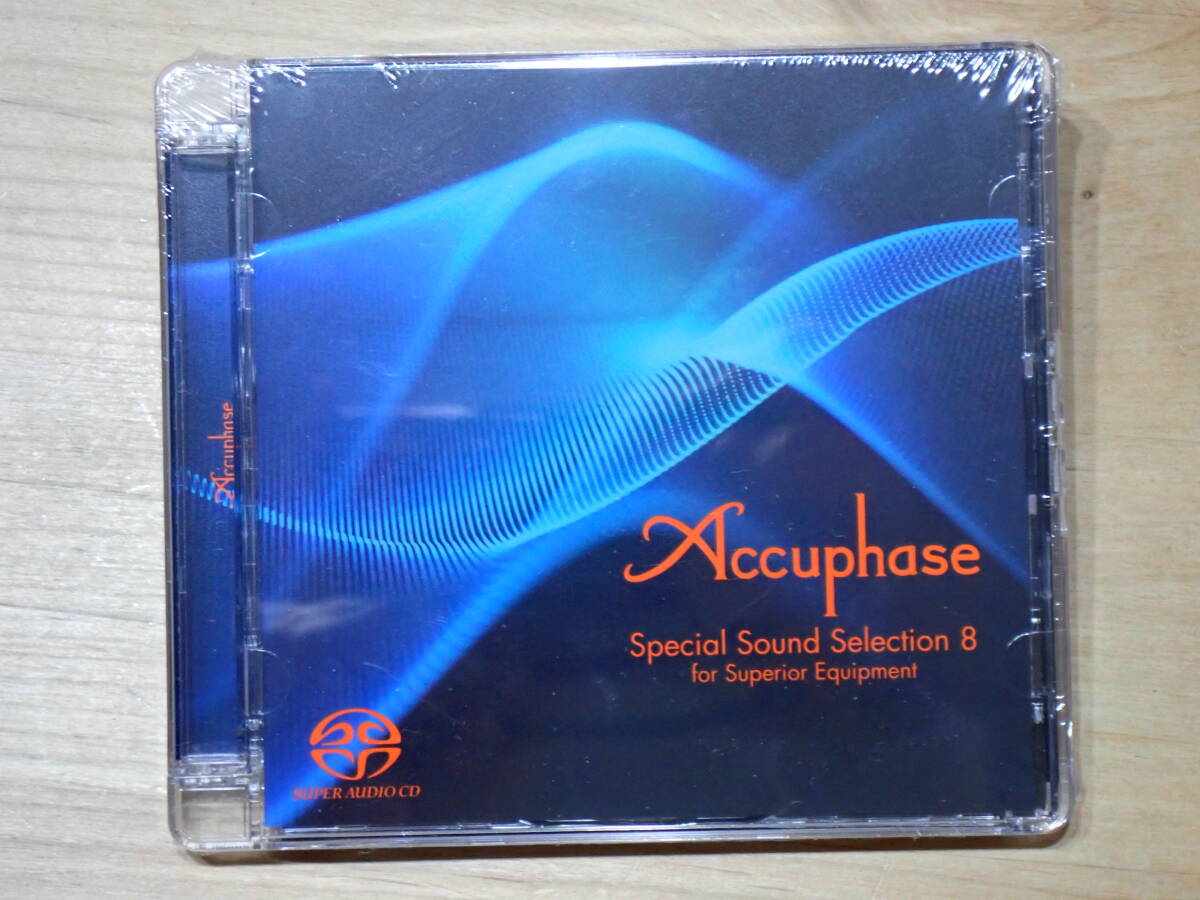 Accuphase
Accuphase
Special Sound Selection 8
for Superior Equipment
SUPER AUDIO CD